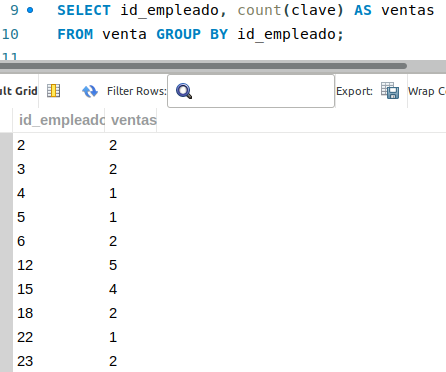 9 SELECT id_empleado, count(clave) AS ventas
10 FROM venta GROUP BY id_empleado;
11
ult Grid Filter Rows: Export: Wrap Ce
id_empleado ventas
2 2
3 2
4 1
5 1
6 2
12 5
15 4
18 2
22 1
23 2